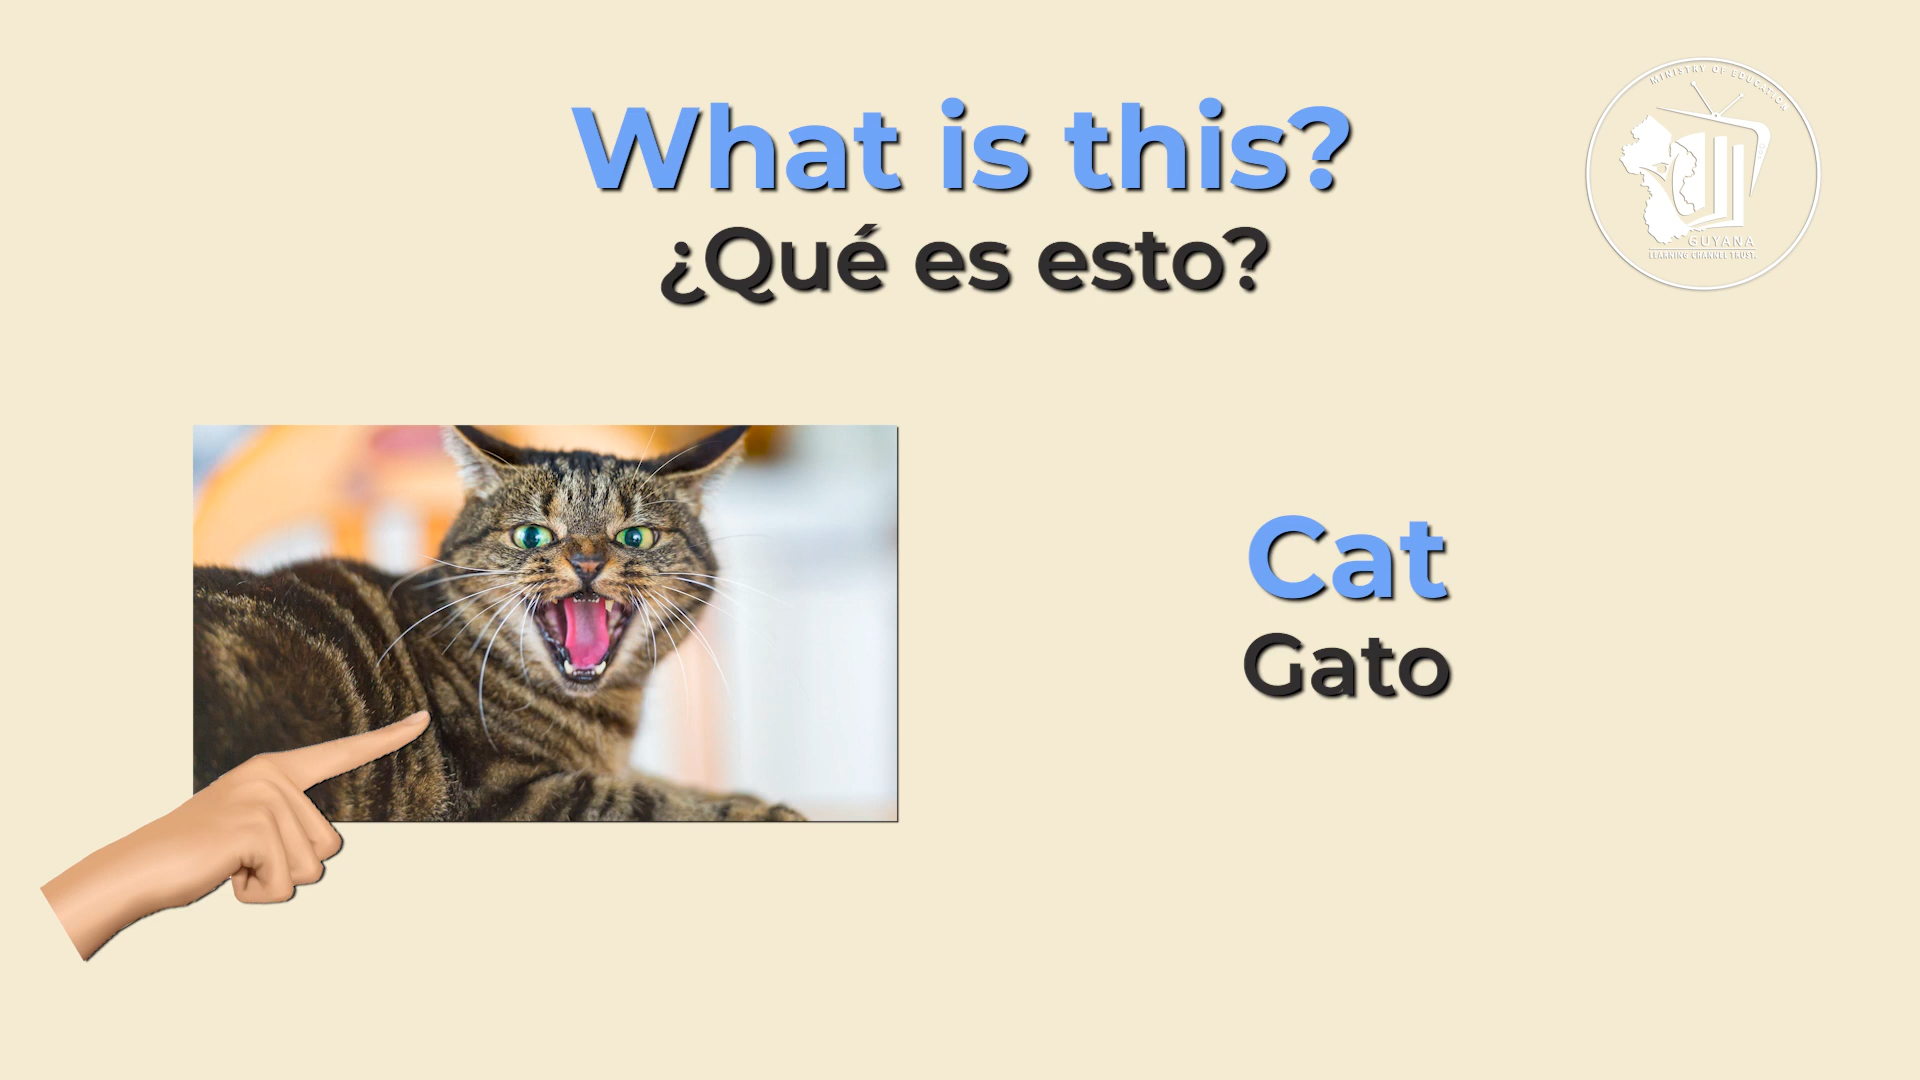 What is this?
¿Qué es esto?
MINISTRY OF EDUCATION
GUYANA
LEARNING CHANNEL TRUST.
Cat
Gato